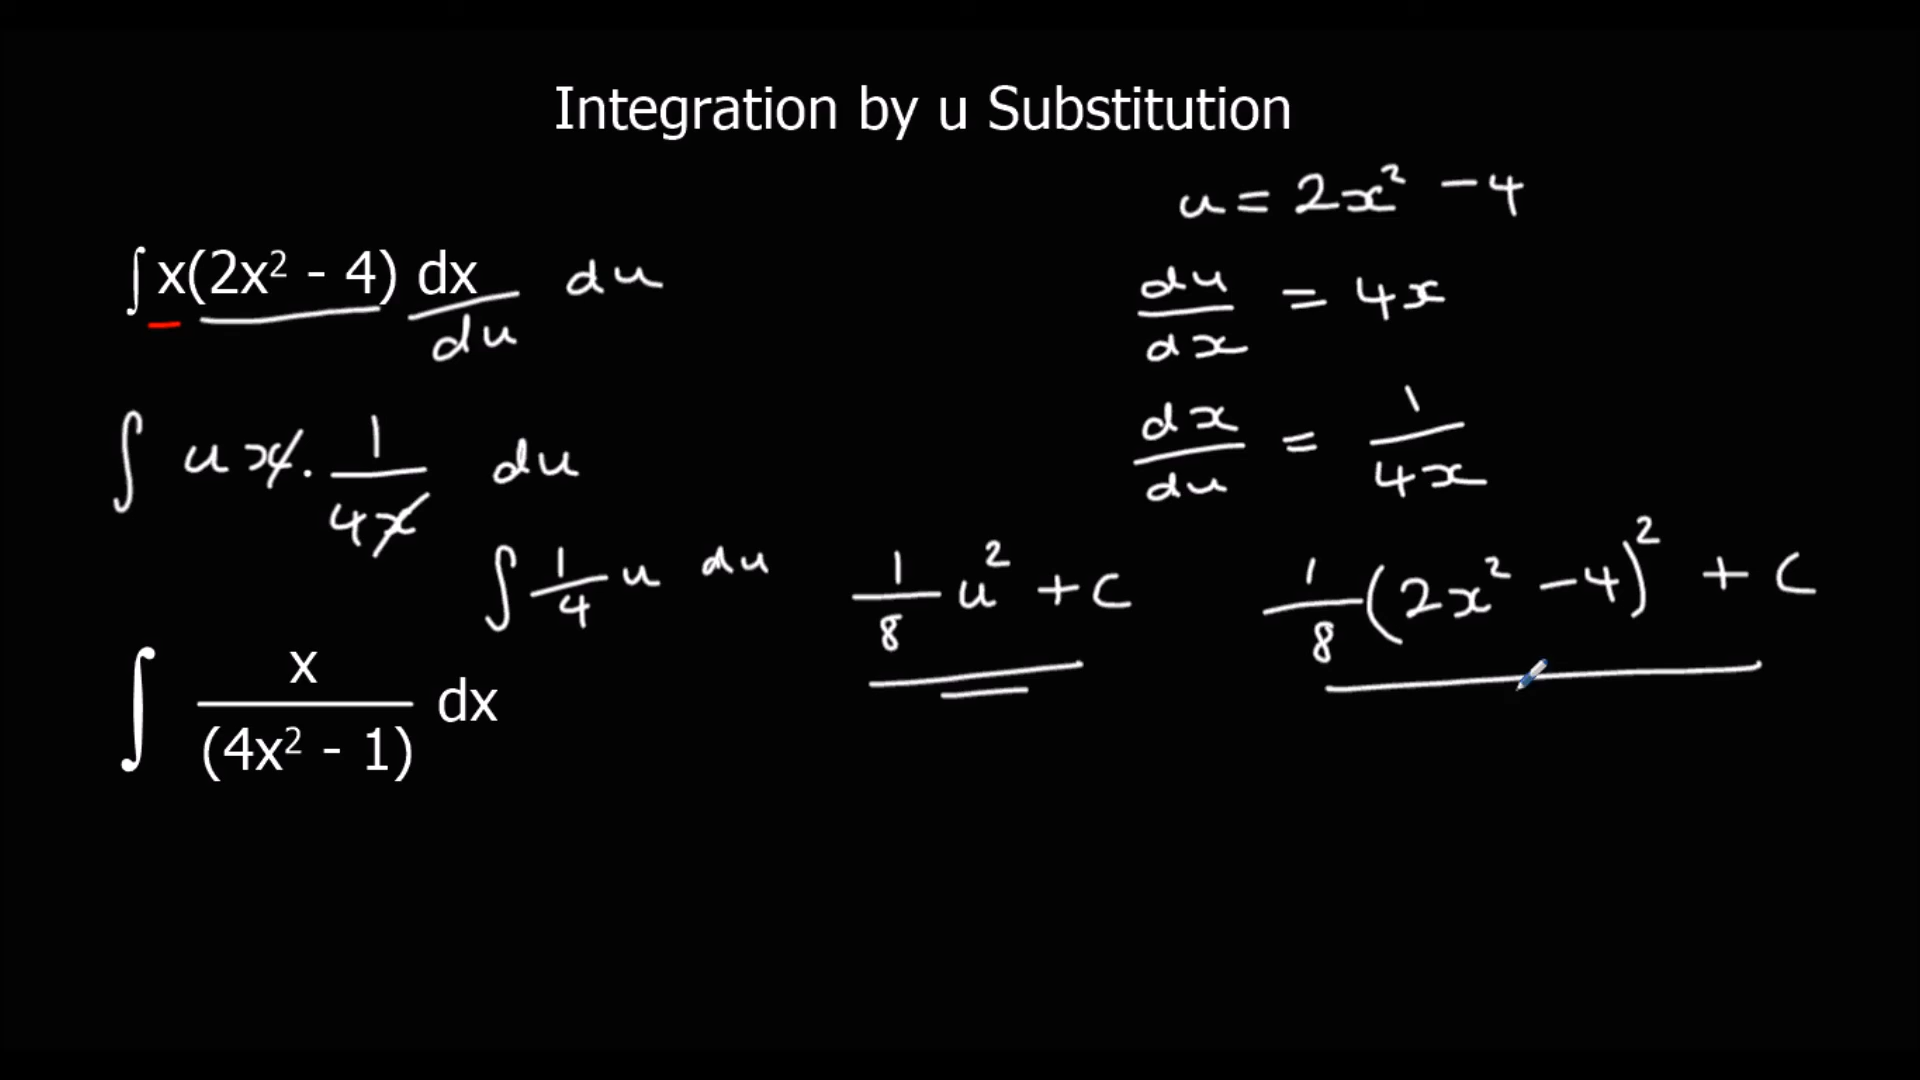 Integration by u Substitution
u = 2x² - 4
∫ x(2x² - 4) dx/du du
du/dx = 4x
∫ u x . 1/4x du
dx/du = 1/4x
∫ 1/4 u du
1/8 u² + C
1/8 (2x² - 4)² + C
∫ x/(4x² - 1) dx